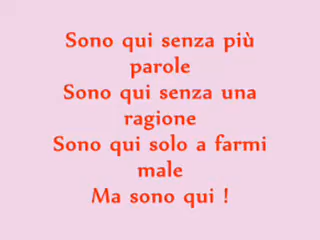 Sono qui senza più
parole
Sono qui senza una
ragione
Sono qui solo a farmi
male
Ma sono qui !